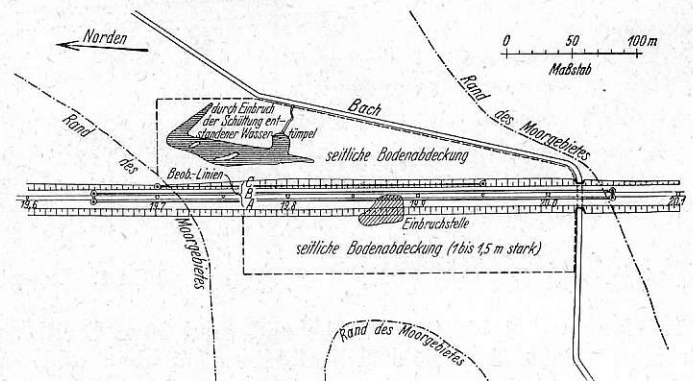 Norden
0 50 100 m
Maßstab
Rand des Moorgebietes
Bach
durch Einbruch
der Schüttung ent-
standener Wasser-
tümpel
Rand des Moorgebietes
seitliche Bodenabdeckung
Beob.-Linien
C
B
A
19,6 19,7 19,8 19,9 20,0 20,1
Einbruchstelle
seitliche Bodenabdeckung (1 bis 1,5 m stark)
Rand des Moorgebietes